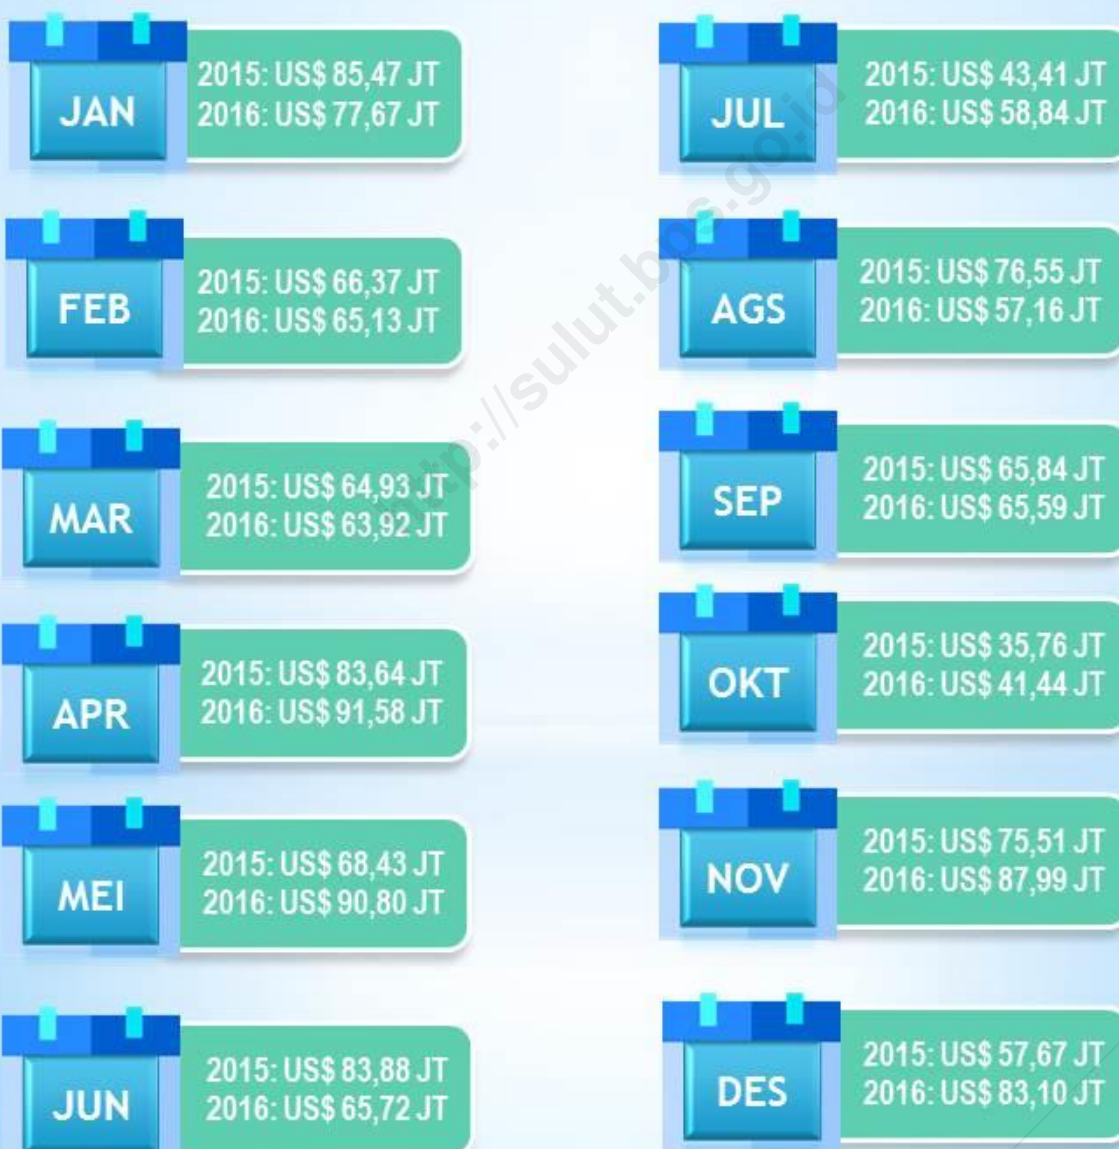 JAN
2015: US$ 85,47 JT
2016: US$ 77,67 JT
FEB
2015: US$ 66,37 JT
2016: US$ 65,13 JT
MAR
2015: US$ 64,93 JT
2016: US$ 63,92 JT
APR
2015: US$ 83,64 JT
2016: US$ 91,58 JT
MEI
2015: US$ 68,43 JT
2016: US$ 90,80 JT
JUN
2015: US$ 83,88 JT
2016: US$ 65,72 JT
JUL
2015: US$ 43,41 JT
2016: US$ 58,84 JT
AGS
2015: US$ 76,55 JT
2016: US$ 57,16 JT
SEP
2015: US$ 65,84 JT
2016: US$ 65,59 JT
OKT
2015: US$ 35,76 JT
2016: US$ 41,44 JT
NOV
2015: US$ 75,51 JT
2016: US$ 87,99 JT
DES
2015: US$ 57,67 JT
2016: US$ 83,10 JT
http://sulut.bps.go.id